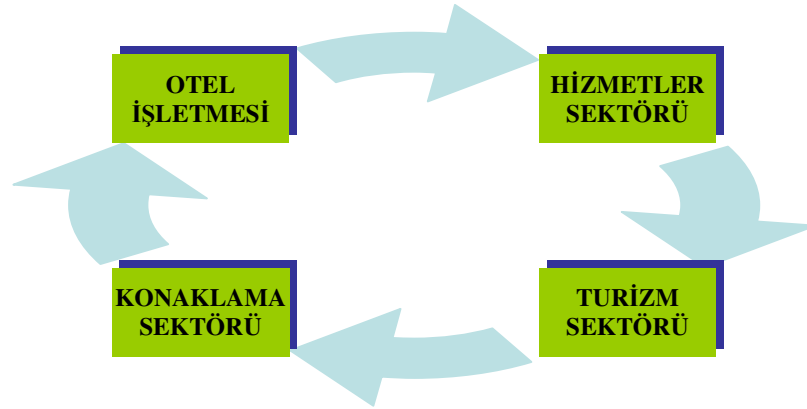 OTEL
İŞLETMESİ
HİZMETLER
SEKTÖRÜ
KONAKLAMA
SEKTÖRÜ
TURİZM
SEKTÖRÜ